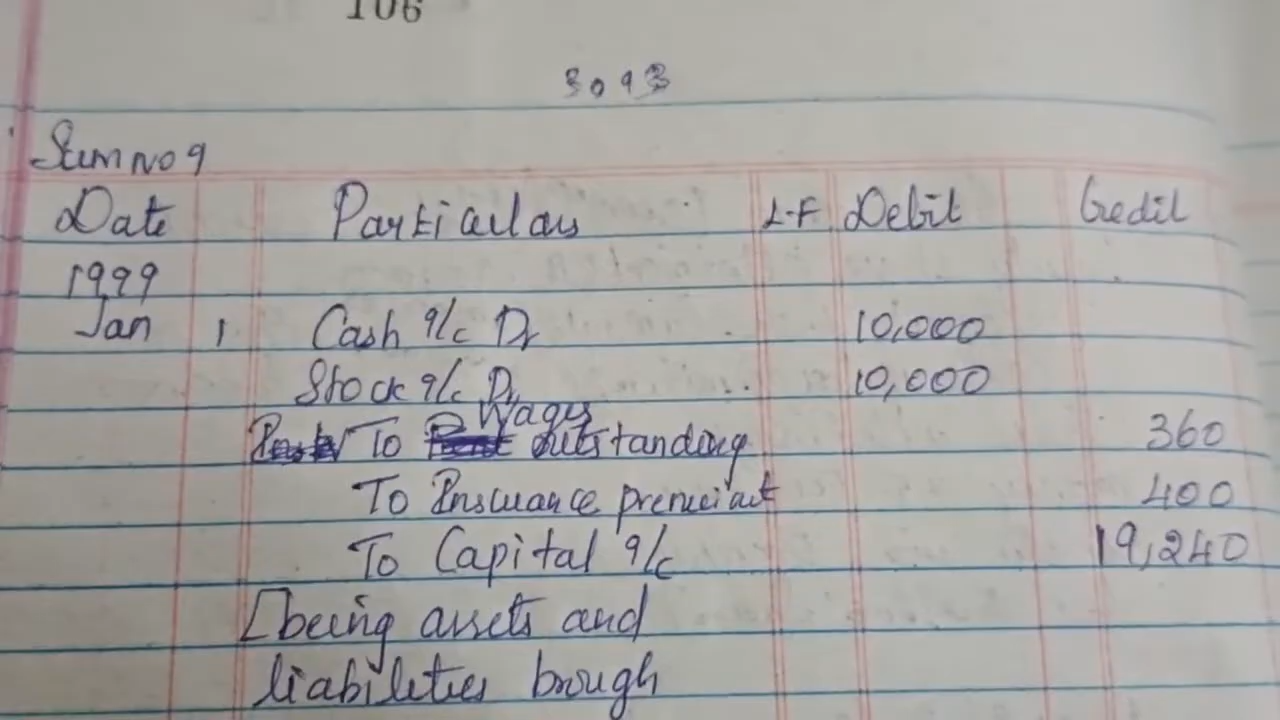 106
3093
Sum No 9
Date Particulars L.F Debit Credit
1999
Jan 1 Cash a/c Dr 10,000
Stock a/c Dr 10,000
To Wages outstanding 360
To Insurance 400
To Capital a/c 19,240
[being assets and
liabilities brough